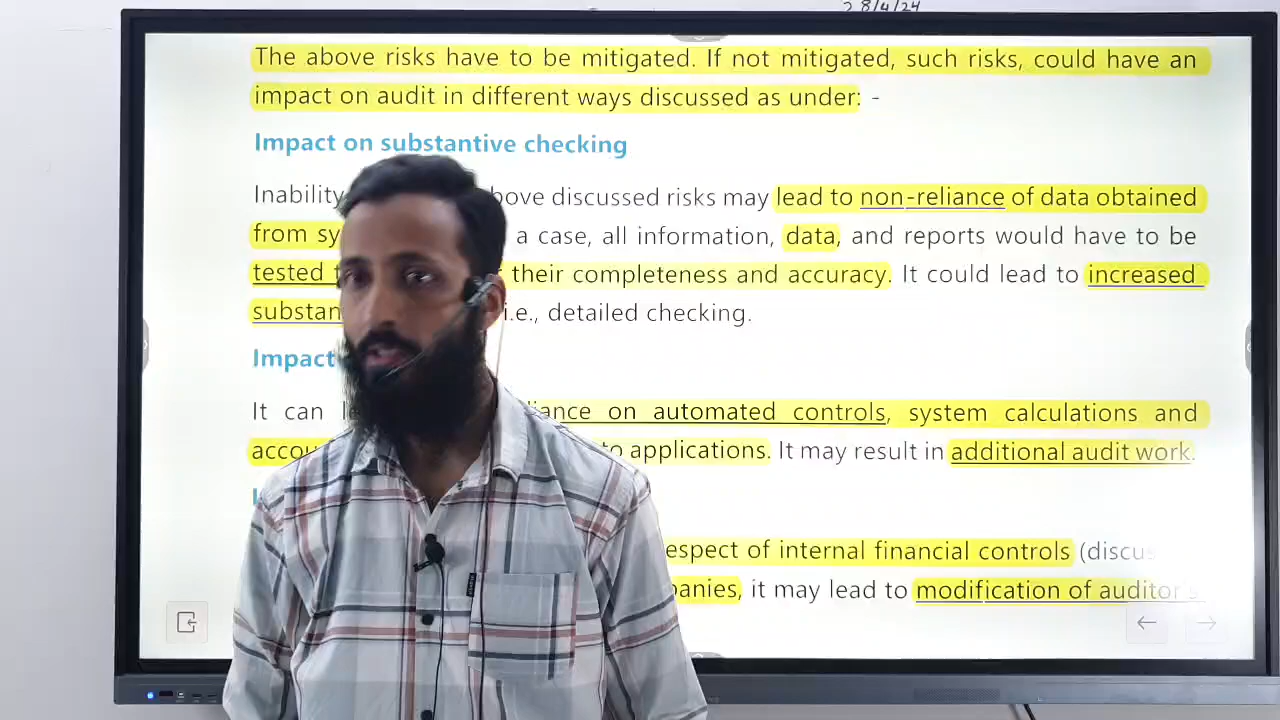 28/4/24
The above risks have to be mitigated. If not mitigated, such risks, could have an
impact on audit in different ways discussed as under: -
Impact on substantive checking
Inability bove discussed risks may lead to non-reliance of data obtained
from sy a case, all information, data, and reports would have to be
tested t their completeness and accuracy. It could lead to increased
substan i.e., detailed checking.
Impact
It can le iance on automated controls, system calculations and
accou to applications. It may result in additional audit work.
espect of internal financial controls (discus
panies, it may lead to modification of auditor's